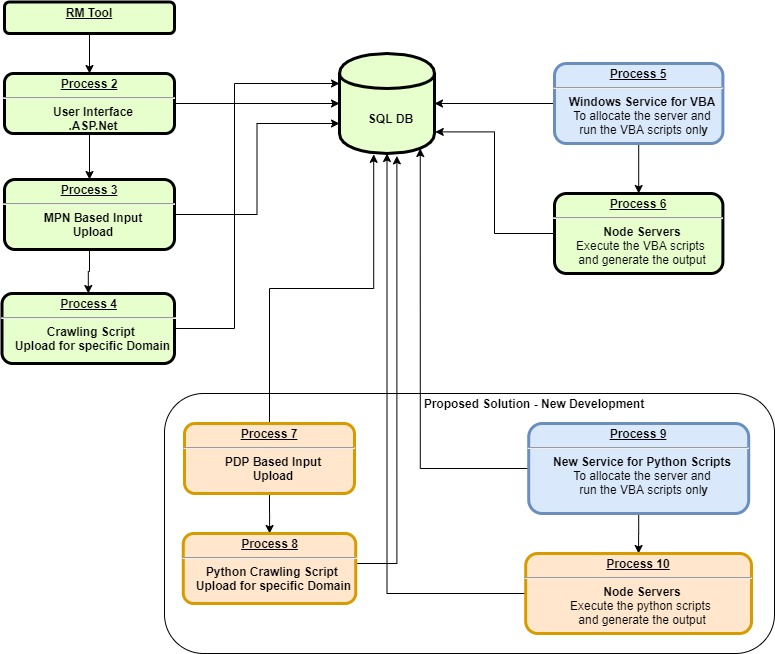 RM Tool
Process 2
User Interface
.ASP.Net
Process 3
MPN Based Input
Upload
Process 4
Crawling Script
Upload for specific Domain
SQL DB
Process 5
Windows Service for VBA
To allocate the server and
run the VBA scripts only
Process 6
Node Servers
Execute the VBA scripts
and generate the output
Proposed Solution - New Development
Process 7
PDP Based Input
Upload
Process 8
Python Crawling Script
Upload for specific Domain
Process 9
New Service for Python Scripts
To allocate the server and
run the VBA scripts only
Process 10
Node Servers
Execute the python scripts
and generate the output